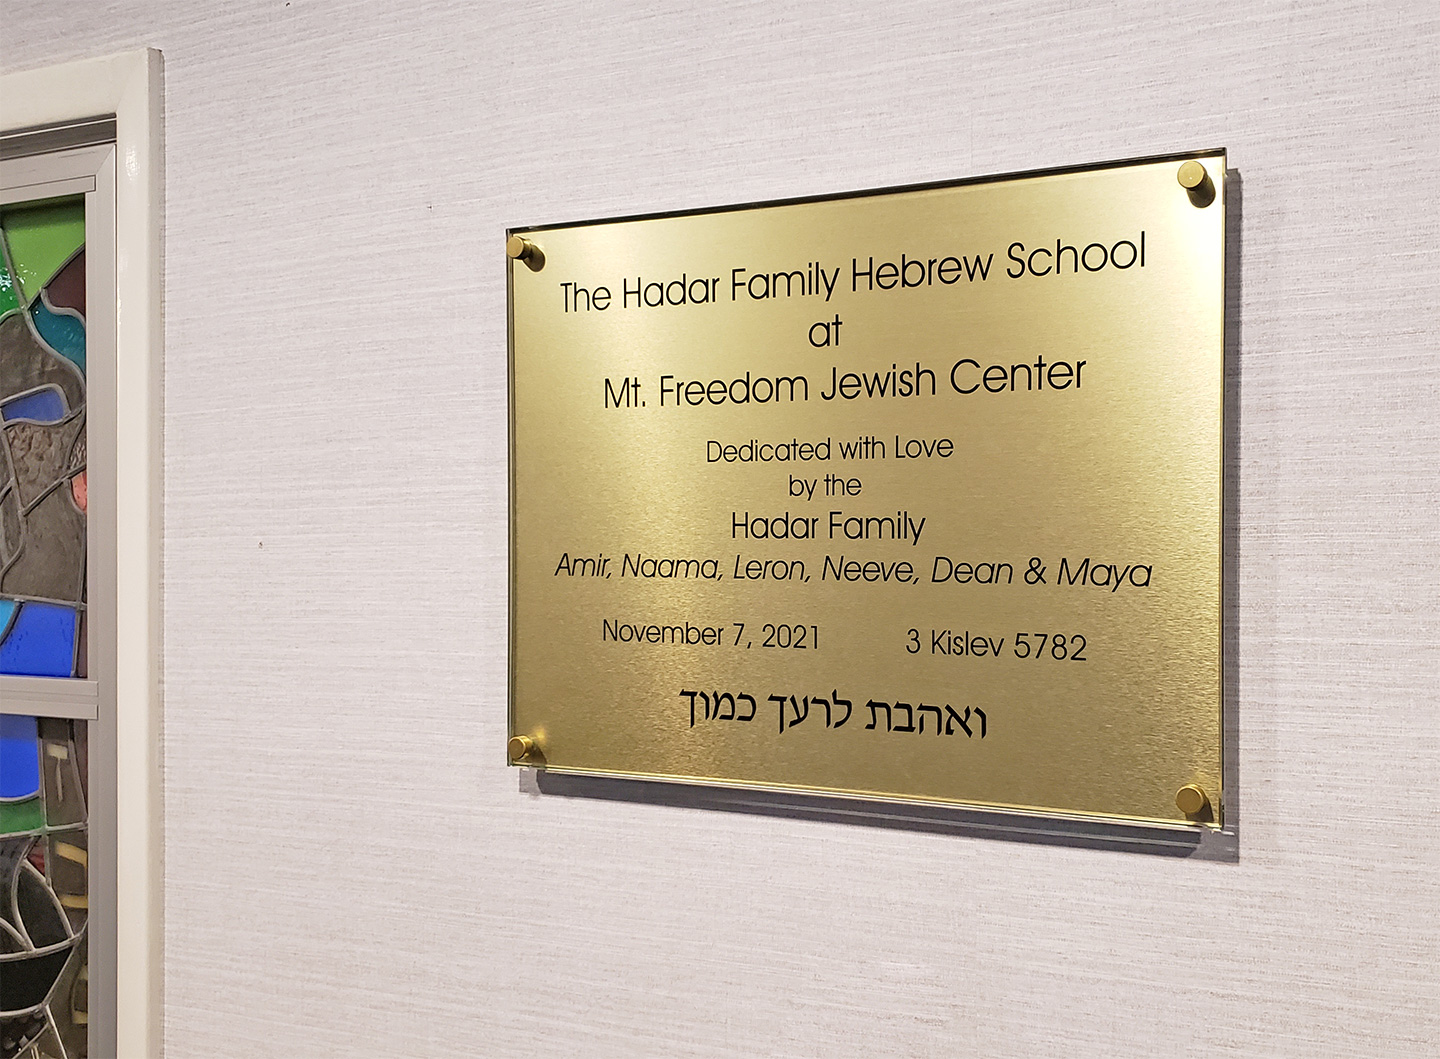 The Hadar Family Hebrew School
at
Mt. Freedom Jewish Center
Dedicated with Love
by the
Hadar Family
Amir, Naama, Leron, Neeve, Dean & Maya
November 7, 2021 3 Kislev 5782
ואהבת לרעך כמוך